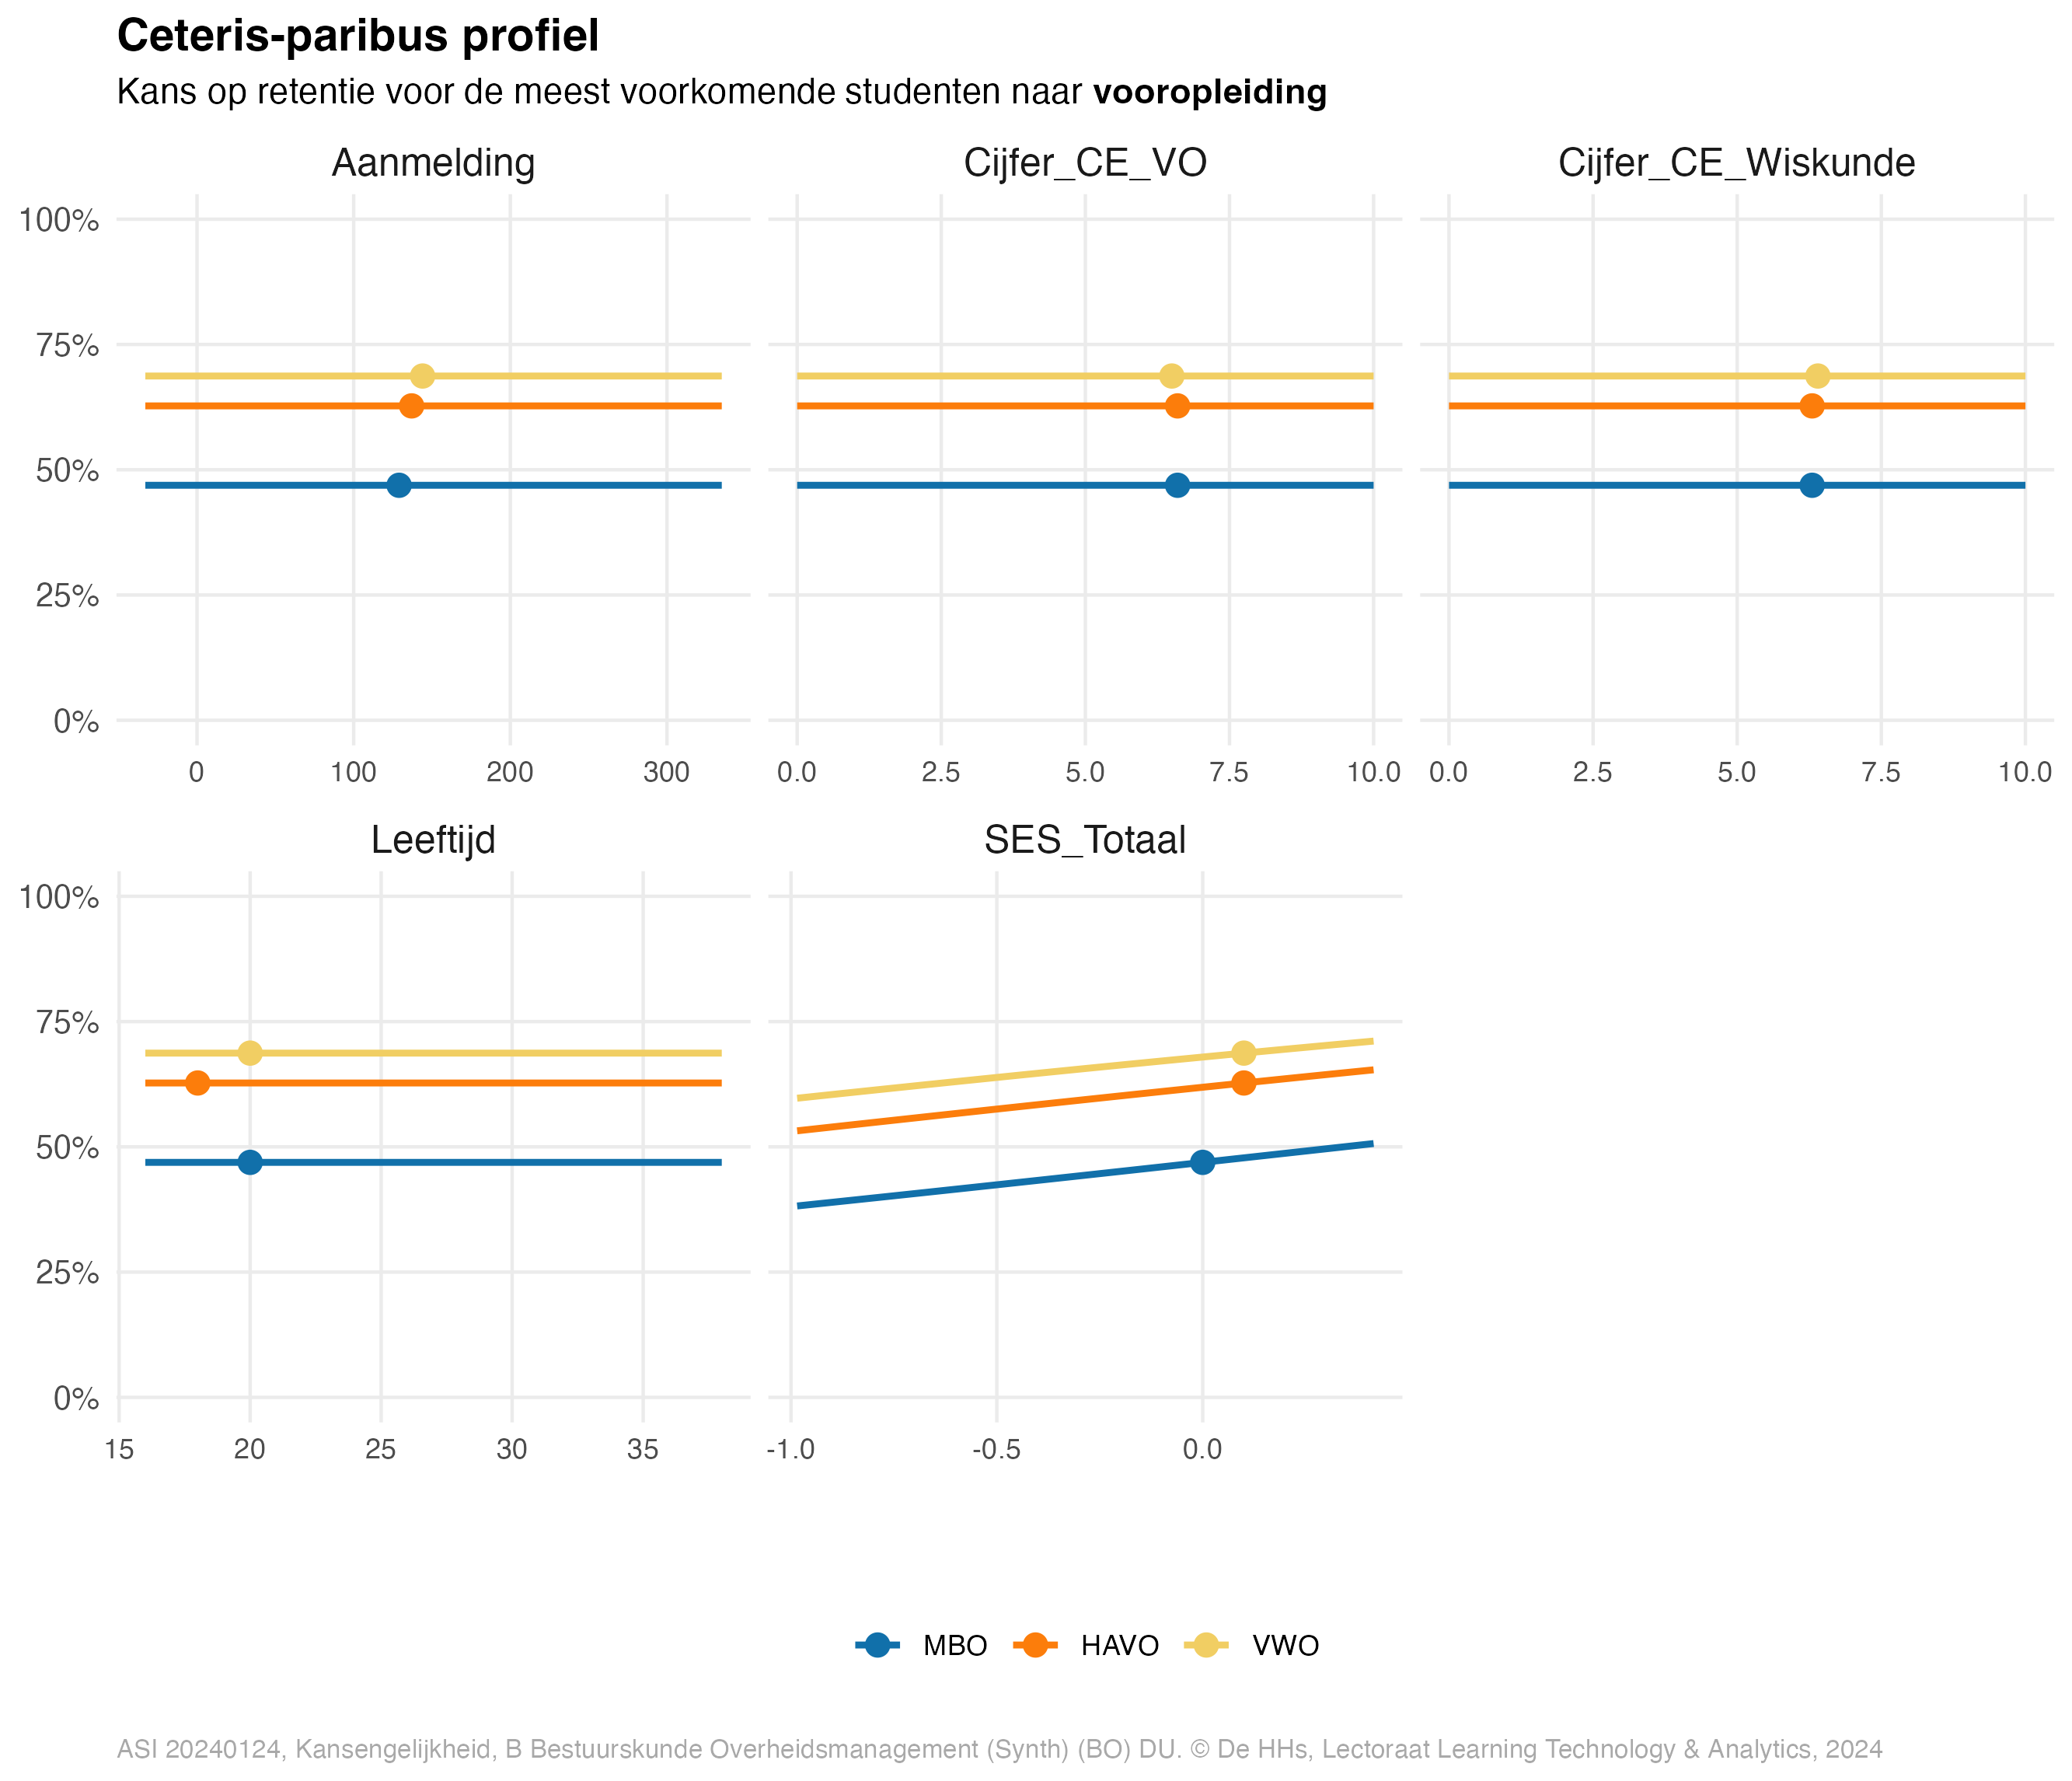 Ceteris-paribus profiel
Kans op retentie voor de meest voorkomende studenten naar vooropleiding
Aanmelding
Cijfer_CE_VO
Cijfer_CE_Wiskunde
100%
75%
50%
25%
0%
0 100 200 300
0.0 2.5 5.0 7.5 10.0
0.0 2.5 5.0 7.5 10.0
Leeftijd
SES_Totaal
100%
75%
50%
25%
0%
15 20 25 30 35
-1.0 -0.5 0.0
MBO HAVO VWO
ASI 20240124, Kansengelijkheid, B Bestuurskunde Overheidsmanagement (Synth) (BO) DU. © De HHs, Lectoraat Learning Technology & Analytics, 2024